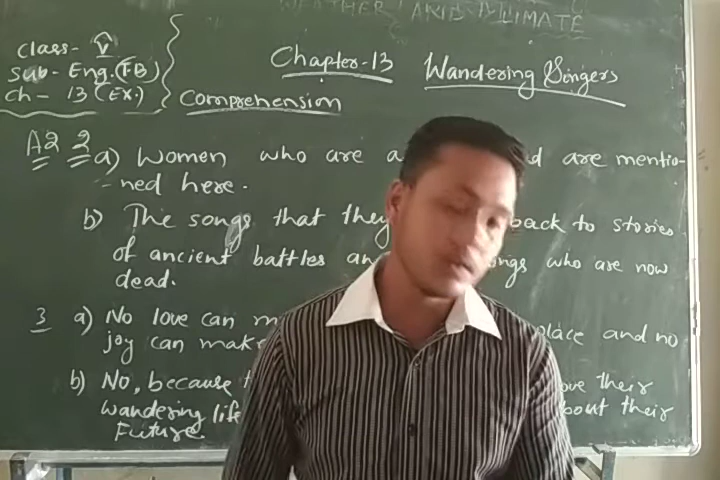 WEATHER AND CLIMATE
Class- V
Sub- Eng.(FB)
Ch- 13 (Ex.)
Chapter-13 Wandering Singers
Comprehension
A2 2 a) Women who are a d are mentio-
-ned here.
b) The songs that they back to stories
of ancient battles an ngs who are now
dead.
3 a) No love can m place and no
joy can make
b) No, because t ove their
wandering life bout their
Future.